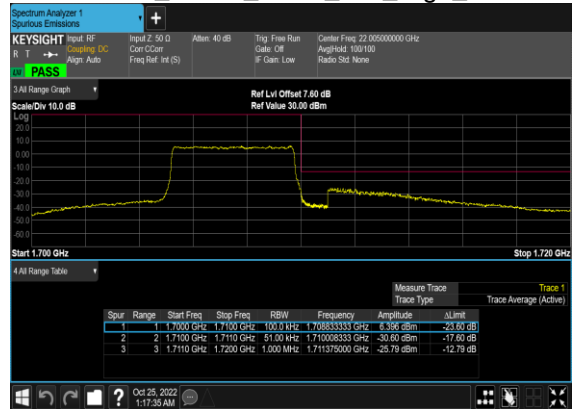 Spectrum Analyzer 1
Spurious Emissions
+
KEYSIGHT Input: RF Input Z: 50 Ω Atten: 40 dB Trig: Free Run Center Freq: 22.005000000 GHz
R T Coupling: DC Corr CCorr Gate: Off Avg|Hold: 100/100
Align: Auto Freq Ref: Int (S) IF Gain: Low Radio Std: None
PASS
3 All Range Graph
Ref Lvl Offset 7.60 dB
Scale/Div 10.0 dB Ref Value 30.00 dBm
Log
20.0
10.0
0.00
-10.0
-20.0
-30.0
-40.0
-50.0
-60.0
Start 1.700 GHz Stop 1.720 GHz
4 All Range Table
Measure Trace Trace 1
Trace Type Trace Average (Active)
Spur Range Start Freq Stop Freq RBW Frequency Amplitude ΔLimit
1 1 1.7000 GHz 1.7100 GHz 100.0 kHz 1.708833333 GHz 6.396 dBm -23.60 dB
2 2 1.7100 GHz 1.7110 GHz 51.00 kHz 1.710008333 GHz -30.60 dBm -17.60 dB
3 3 1.7110 GHz 1.7200 GHz 1.000 MHz 1.711375000 GHz -25.79 dBm -12.79 dB
? Oct 25, 2022
1:17:35 AM